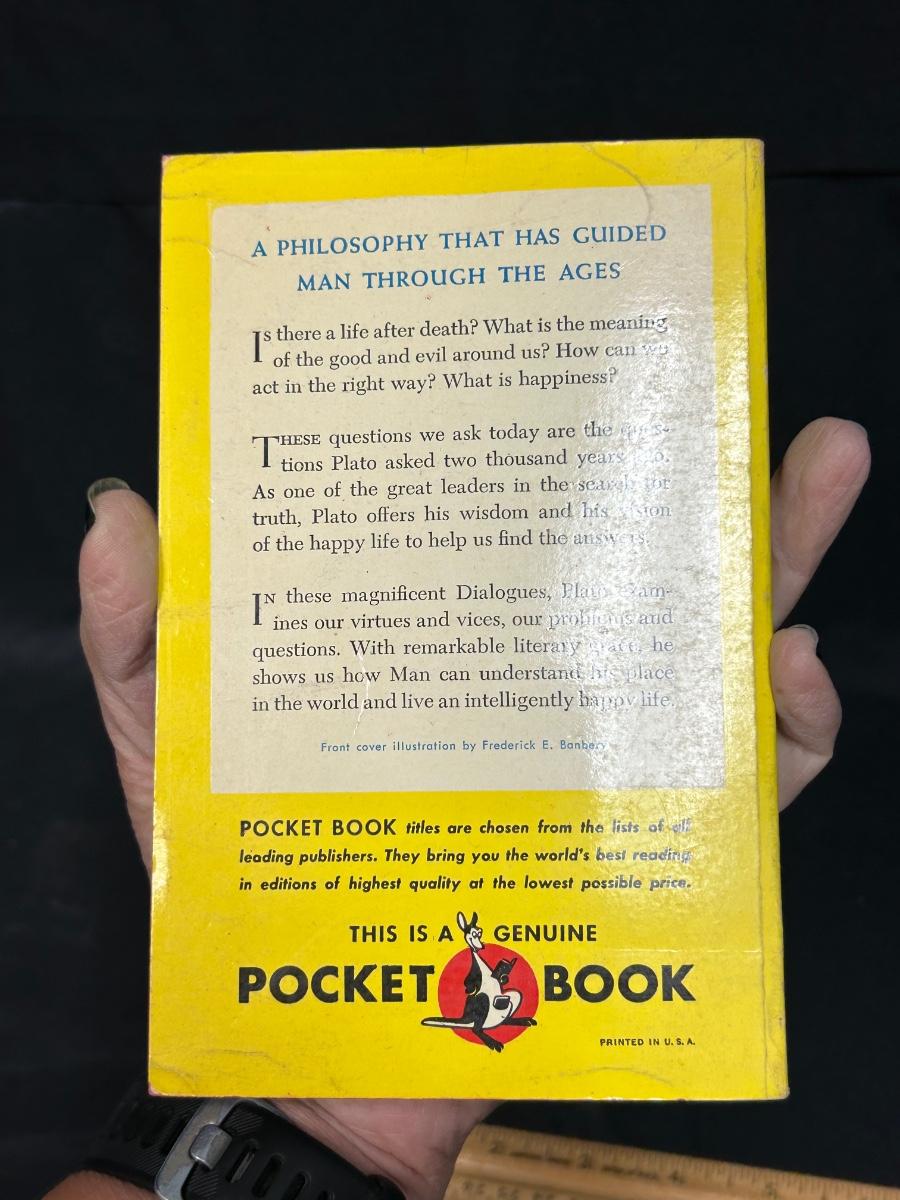 A PHILOSOPHY THAT HAS GUIDED
MAN THROUGH THE AGES
Is there a life after death? What is the meaning
of the good and evil around us? How can we
act in the right way? What is happiness?
THESE questions we ask today are the ques-
tions Plato asked two thousand years ago.
As one of the great leaders in the search for
truth, Plato offers his wisdom and his vision
of the happy life to help us find the answers.
IN these magnificent Dialogues, Plato exam-
ines our virtues and vices, our problems and
questions. With remarkable literary grace, he
shows us how Man can understand his place
in the world and live an intelligently happy life.
Front cover illustration by Frederick E. Banbery
POCKET BOOK titles are chosen from the lists of all
leading publishers. They bring you the world's best reading
in editions of highest quality at the lowest possible price.
THIS IS A GENUINE
POCKET BOOK
PRINTED IN U.S.A.